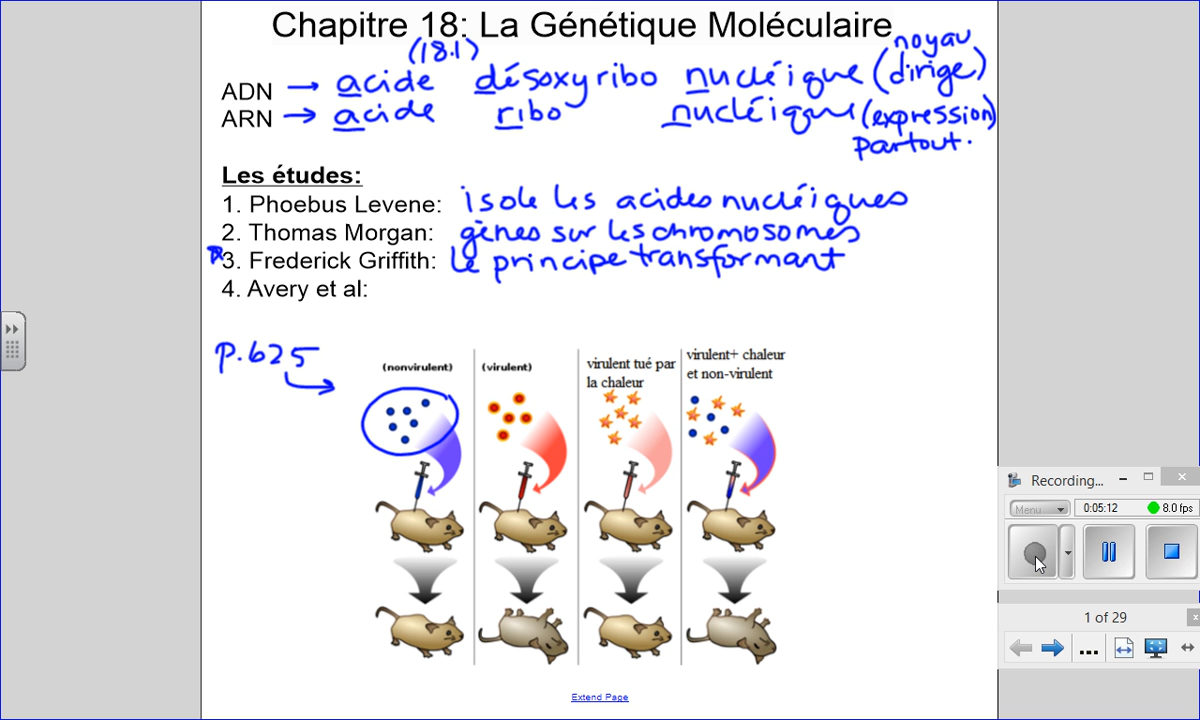 Chapitre 18: La Génétique Moléculaire
(18.1)
noyau
ADN → acide désoxyribo nucléique (dirige)
ARN → acide ribo nucléique (expression)
partout.
Les études:
1. Phoebus Levene: isole les acides nucléiques
2. Thomas Morgan: gènes sur les chromosomes
3. Frederick Griffith: le principe transformant
4. Avery et al:
p.625
(nonvirulent)
(virulent)
virulent tué par
la chaleur
virulent+ chaleur
et non-virulent
Extend Page
Recording...
Menu
0:05:12
8.0 fps
1 of 29